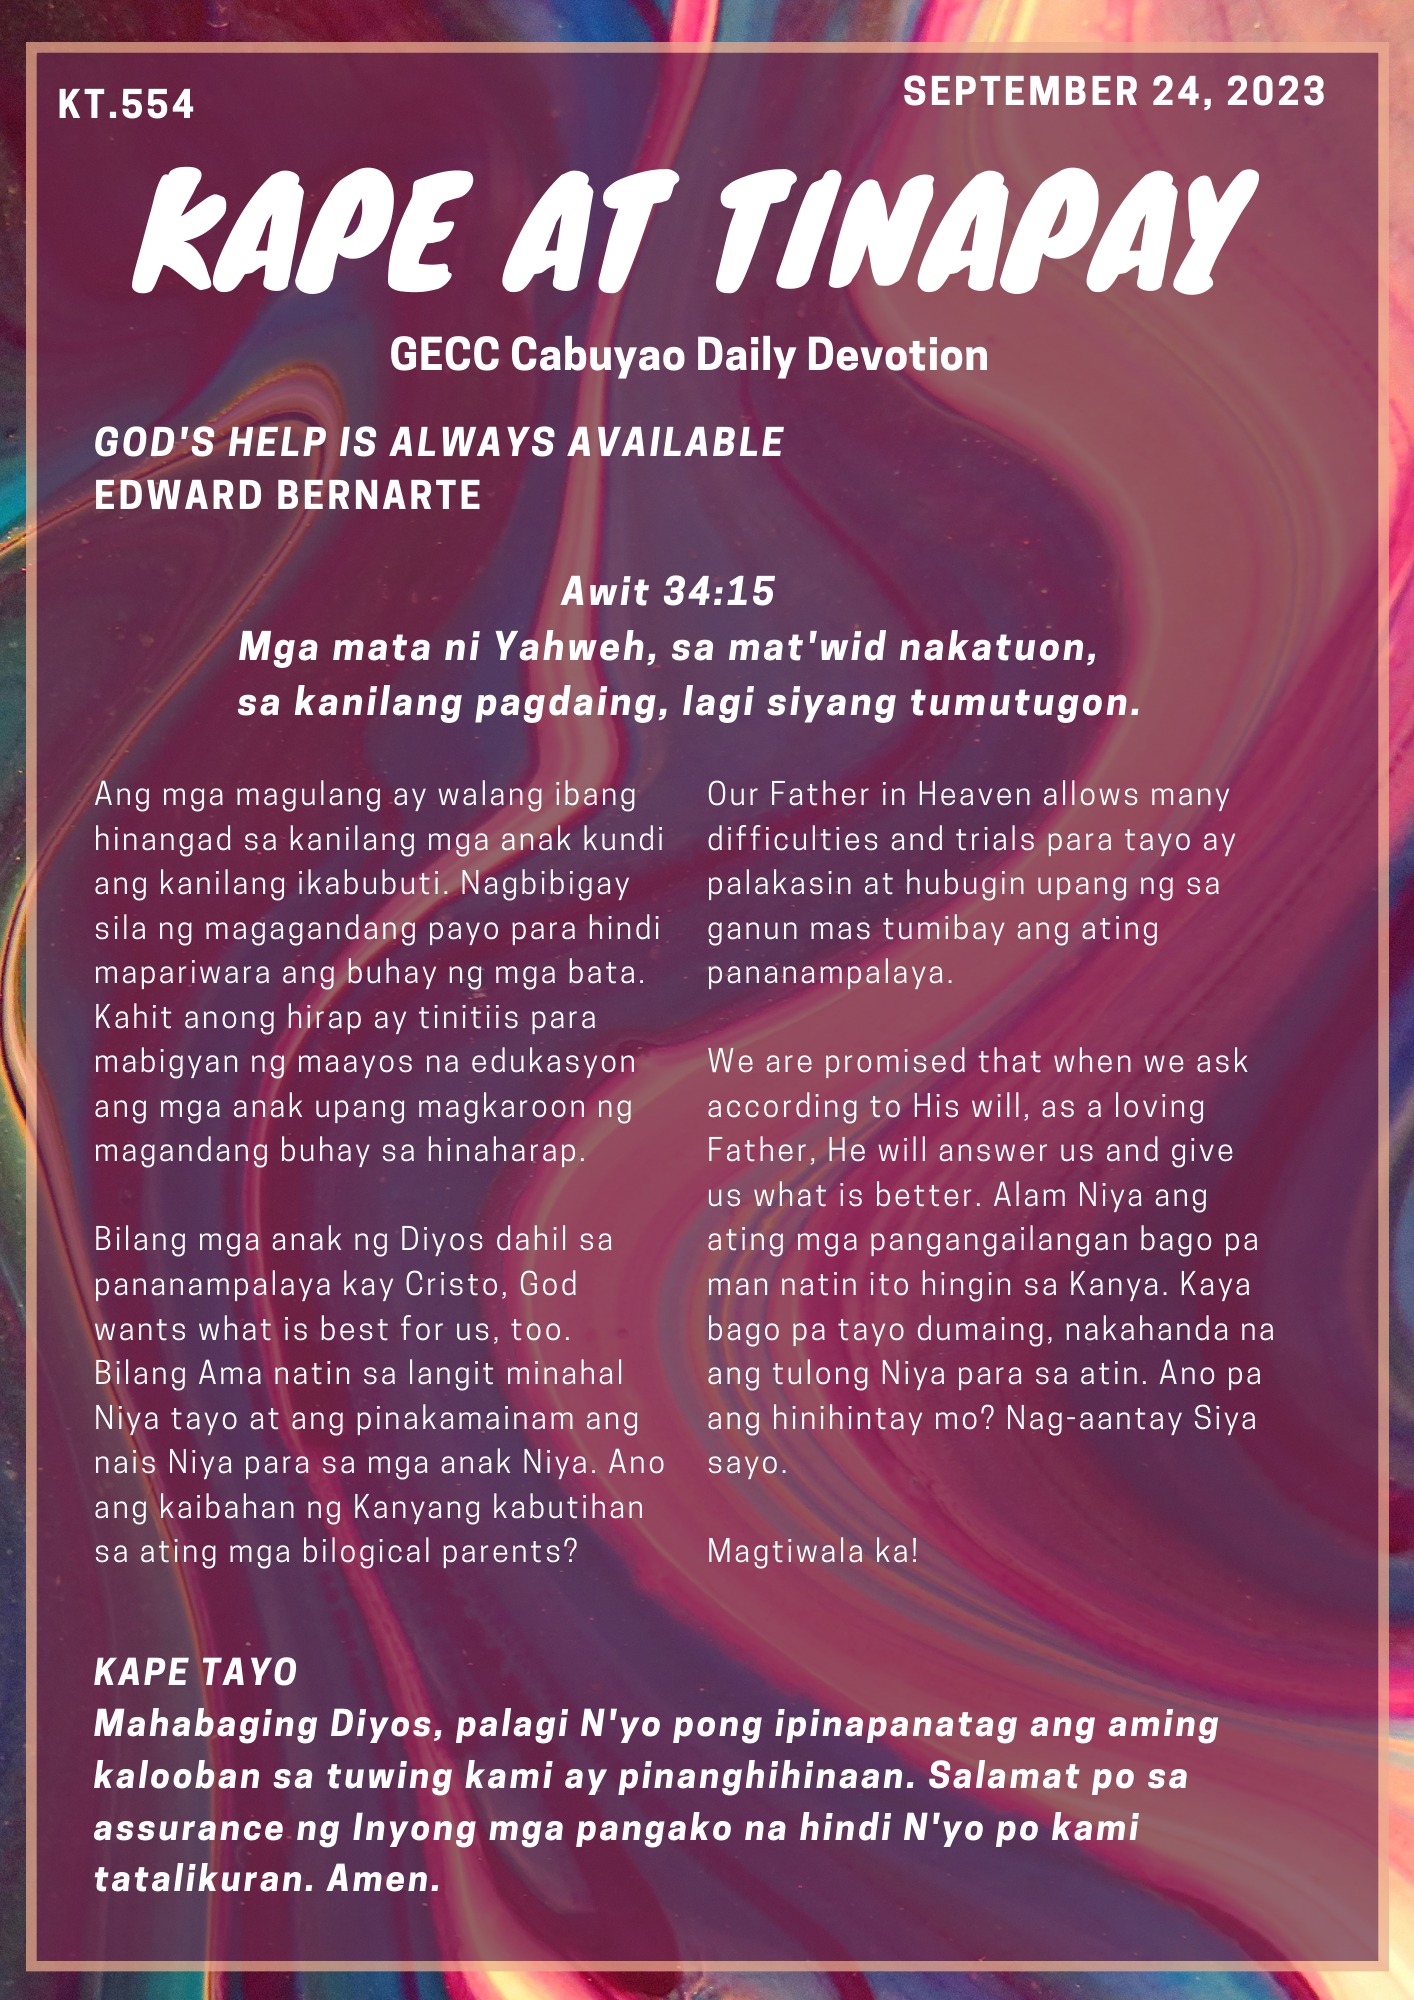 KT.554
SEPTEMBER 24, 2023
KAPE AT TINAPAY
GECC Cabuyao Daily Devotion
GOD'S HELP IS ALWAYS AVAILABLE
EDWARD BERNARTE
Awit 34:15
Mga mata ni Yahweh, sa mat'wid nakatuon,
sa kanilang pagdaing, lagi siyang tumutugon.
Ang mga magulang ay walang ibang
hinangad sa kanilang mga anak kundi
ang kanilang ikabubuti. Nagbibigay
sila ng magagandang payo para hindi
mapariwara ang buhay ng mga bata.
Kahit anong hirap ay tinitiis para
mabigyan ng maayos na edukasyon
ang mga anak upang magkaroon ng
magandang buhay sa hinaharap.
Bilang mga anak ng Diyos dahil sa
pananampalaya kay Cristo, God
wants what is best for us, too.
Bilang Ama natin sa langit minahal
Niya tayo at ang pinakamainam ang
nais Niya para sa mga anak Niya. Ano
ang kaibahan ng Kanyang kabutihan
sa ating mga bilogical parents?
Our Father in Heaven allows many
difficulties and trials para tayo ay
palakasin at hubugin upang ng sa
ganun mas tumibay ang ating
pananampalaya.
We are promised that when we ask
according to His will, as a loving
Father, He will answer us and give
us what is better. Alam Niya ang
ating mga pangangailangan bago pa
man natin ito hingin sa Kanya. Kaya
bago pa tayo dumaing, nakahanda na
ang tulong Niya para sa atin. Ano pa
ang hinihintay mo? Nag-aantay Siya
sayo.
Magtiwala ka!
KAPE TAYO
Mahabaging Diyos, palagi N'yo pong ipinapanatag ang aming
kalooban sa tuwing kami ay pinanghihinaan. Salamat po sa
assurance ng Inyong mga pangako na hindi N'yo po kami
tatalikuran. Amen.